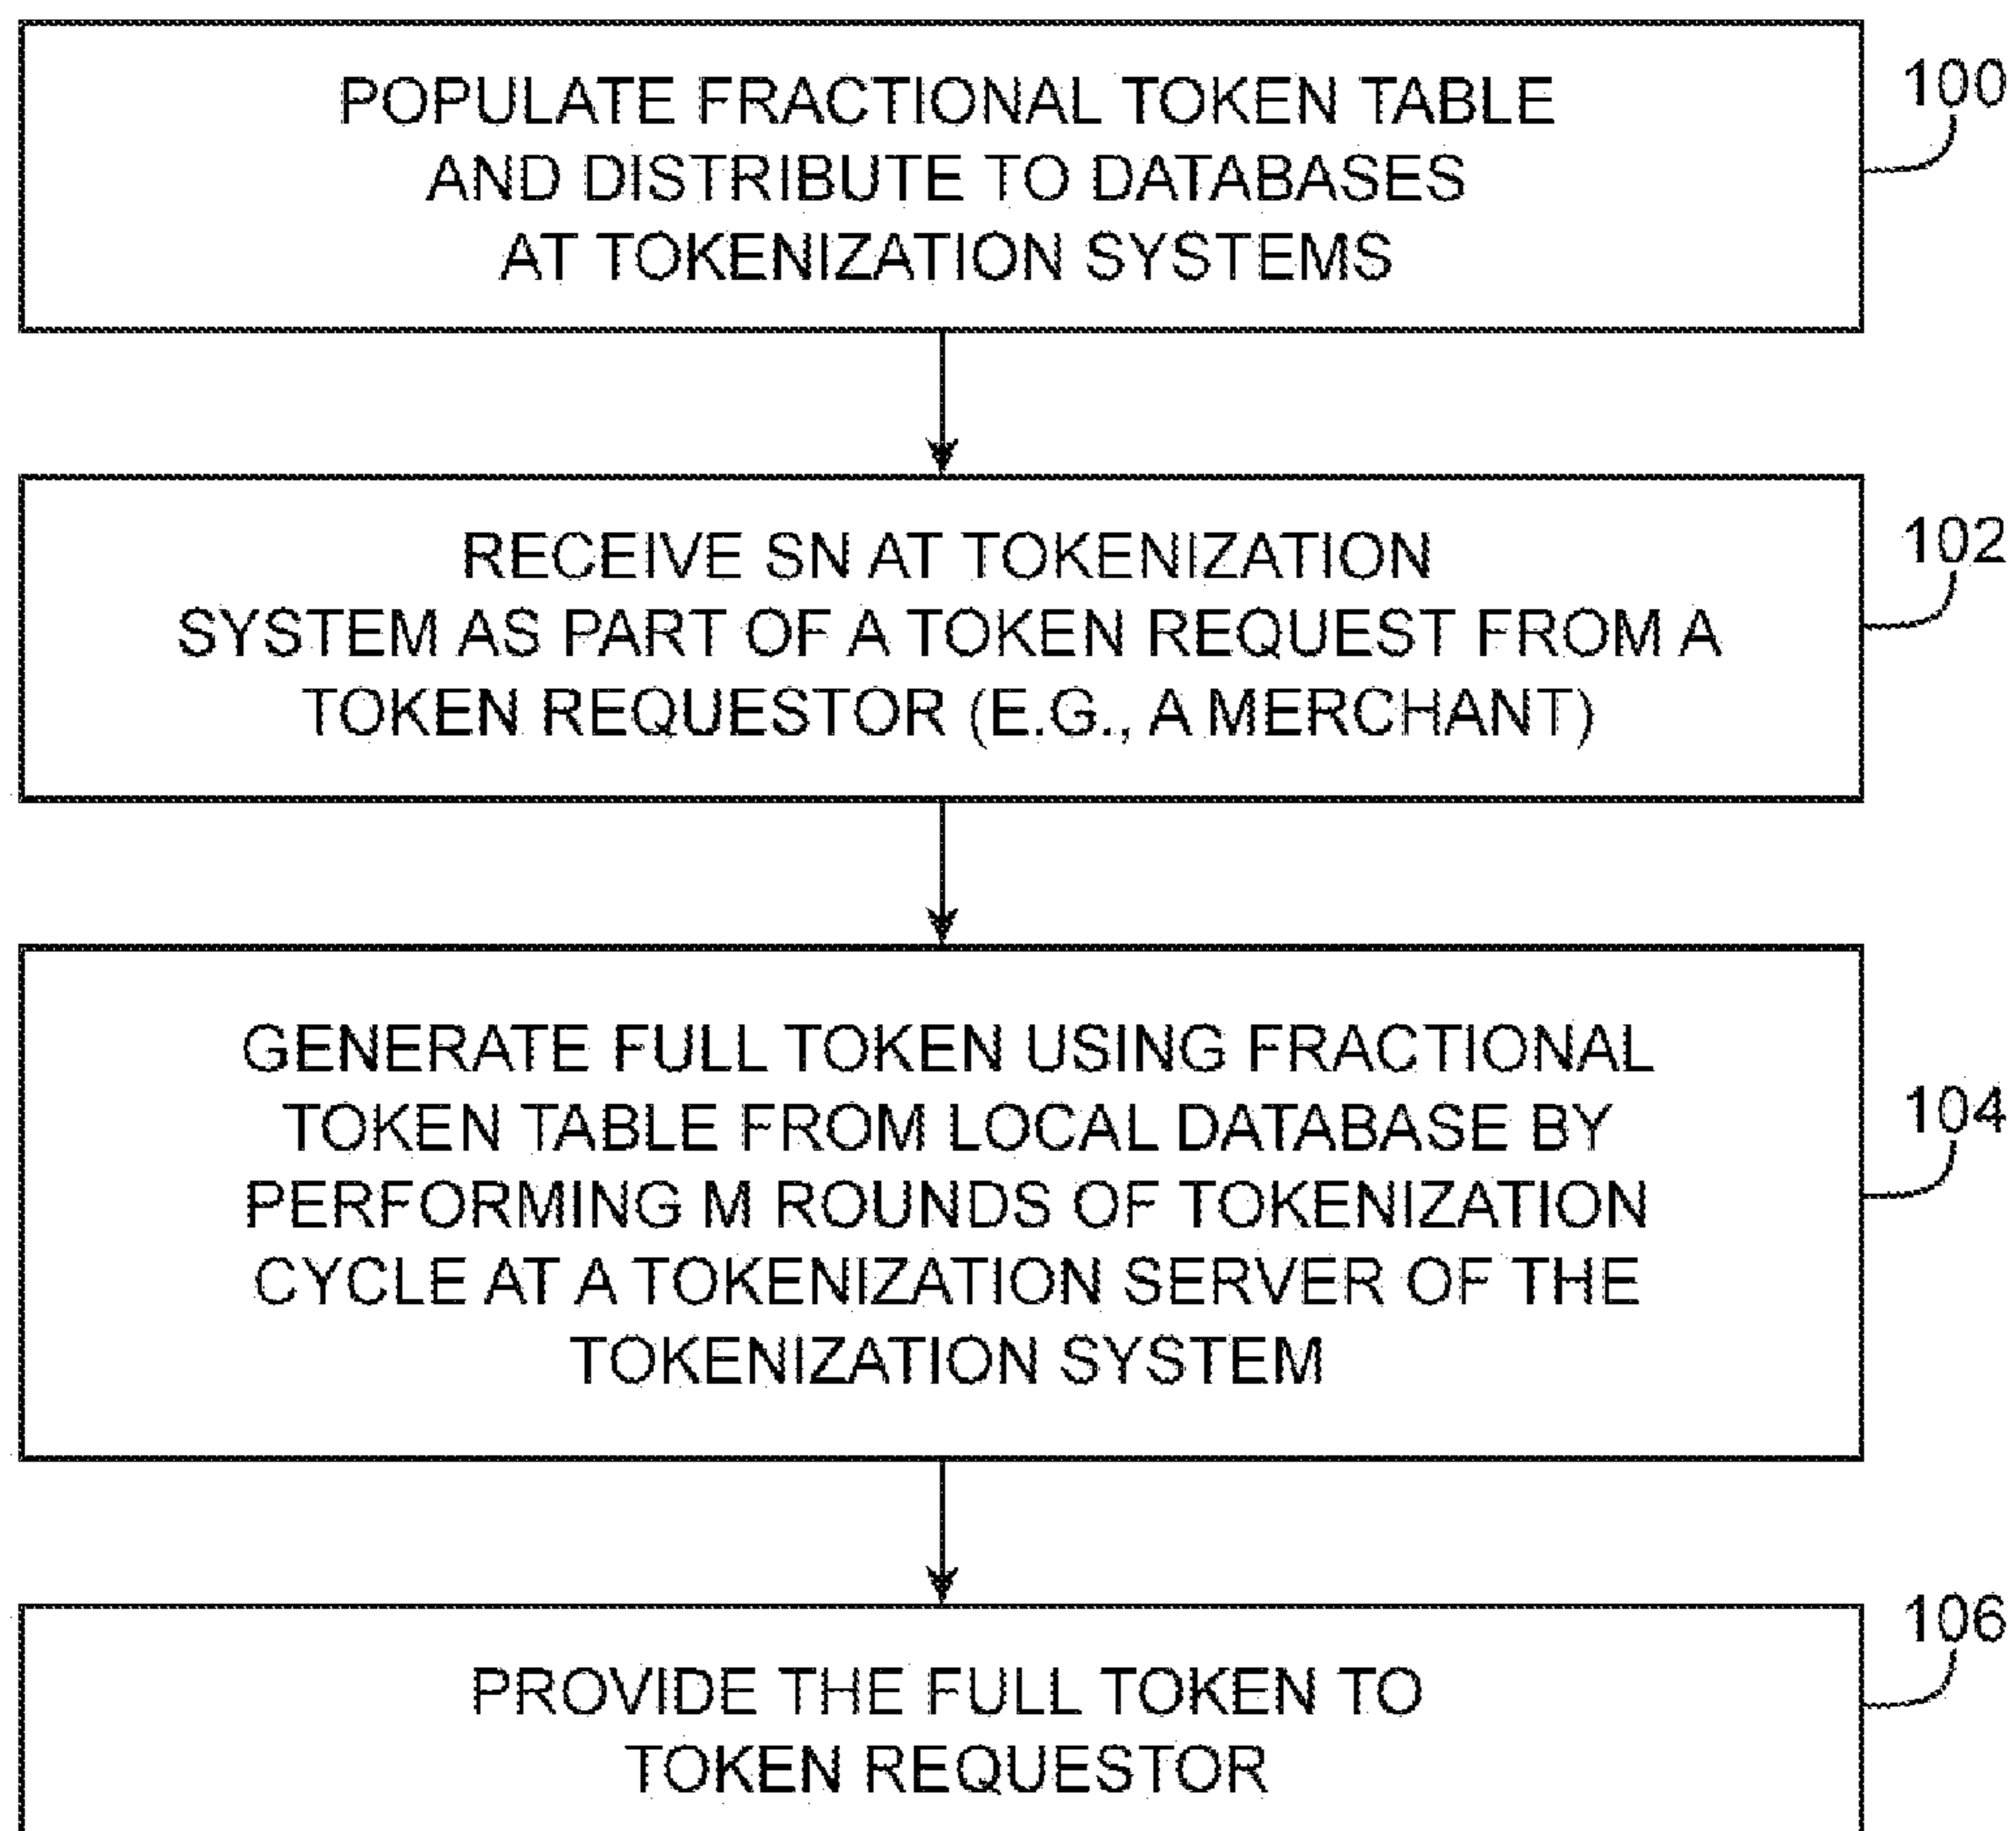 POPULATE FRACTIONAL TOKEN TABLE
AND DISTRIBUTE TO DATABASES
AT TOKENIZATION SYSTEMS
100
RECEIVE SN AT TOKENIZATION
SYSTEM AS PART OF A TOKEN REQUEST FROM A
TOKEN REQUESTOR (E.G., A MERCHANT)
102
GENERATE FULL TOKEN USING FRACTIONAL
TOKEN TABLE FROM LOCAL DATABASE BY
PERFORMING M ROUNDS OF TOKENIZATION
CYCLE AT A TOKENIZATION SERVER OF THE
TOKENIZATION SYSTEM
104
PROVIDE THE FULL TOKEN TO
TOKEN REQUESTOR
106